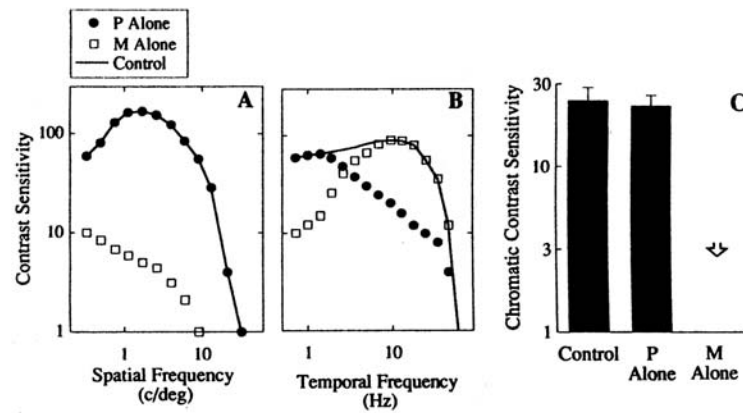 P Alone
M Alone
Control
A
B
C
Contrast Sensitivity
100
10
1
1
10
Spatial Frequency
(c/deg)
1
10
Temporal Frequency
(Hz)
Chromatic Contrast Sensitivity
30
10
3
1
Control
P
Alone
M
Alone